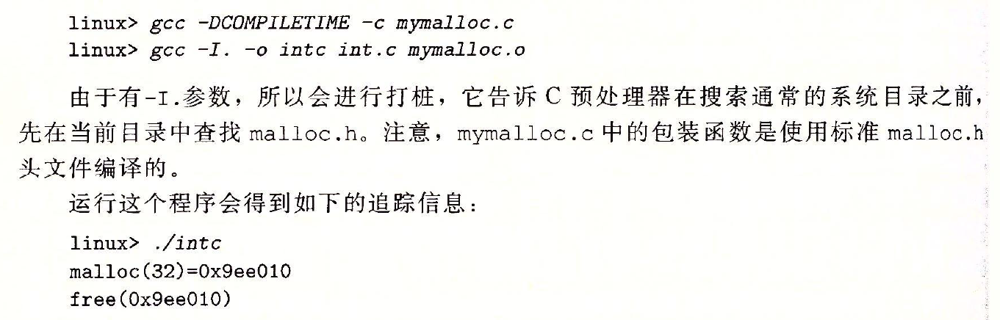 linux> gcc -DCOMPILETIME -c mymalloc.c
linux> gcc -I. -o intc int.c mymalloc.o
由于有-I.参数，所以会进行打桩，它告诉 C 预处理器在搜索通常的系统目录之前，
先在当前目录中查找 malloc.h。注意，mymalloc.c 中的包装函数是使用标准 malloc.h
头文件编译的。
运行这个程序会得到如下的追踪信息：
linux> ./intc
malloc(32)=0x9ee010
free(0x9ee010)